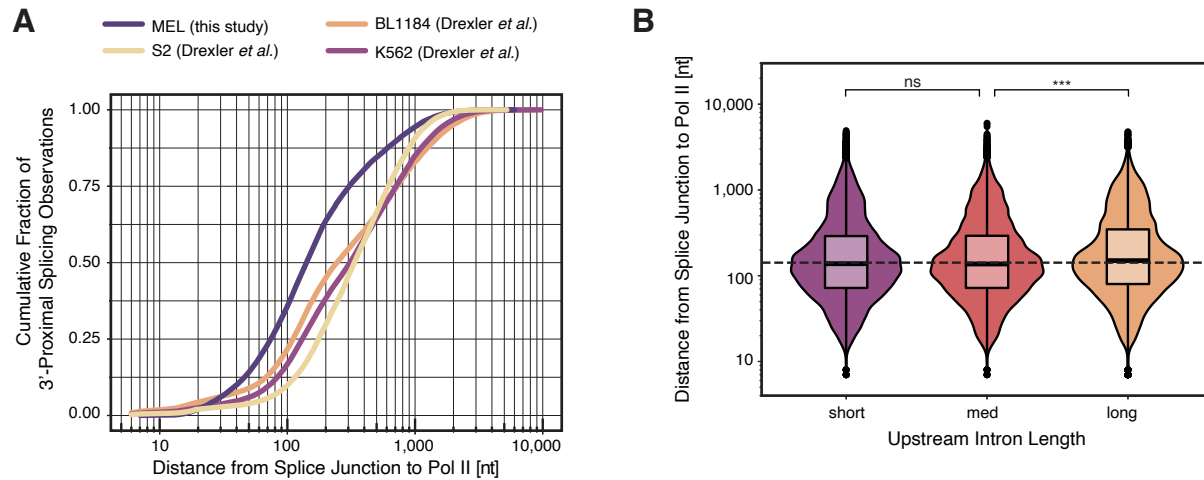 A
MEL (this study)
S2 (Drexler et al.)
BL1184 (Drexler et al.)
K562 (Drexler et al.)
Cumulative Fraction of
3'-Proximal Splicing Observations
1.00
0.75
0.50
0.25
0.00
10
100
1,000
10,000
Distance from Splice Junction to Pol II [nt]
B
Distance from Splice Junction to Pol II [nt]
10,000
1,000
100
10
ns
***
short
med
long
Upstream Intron Length